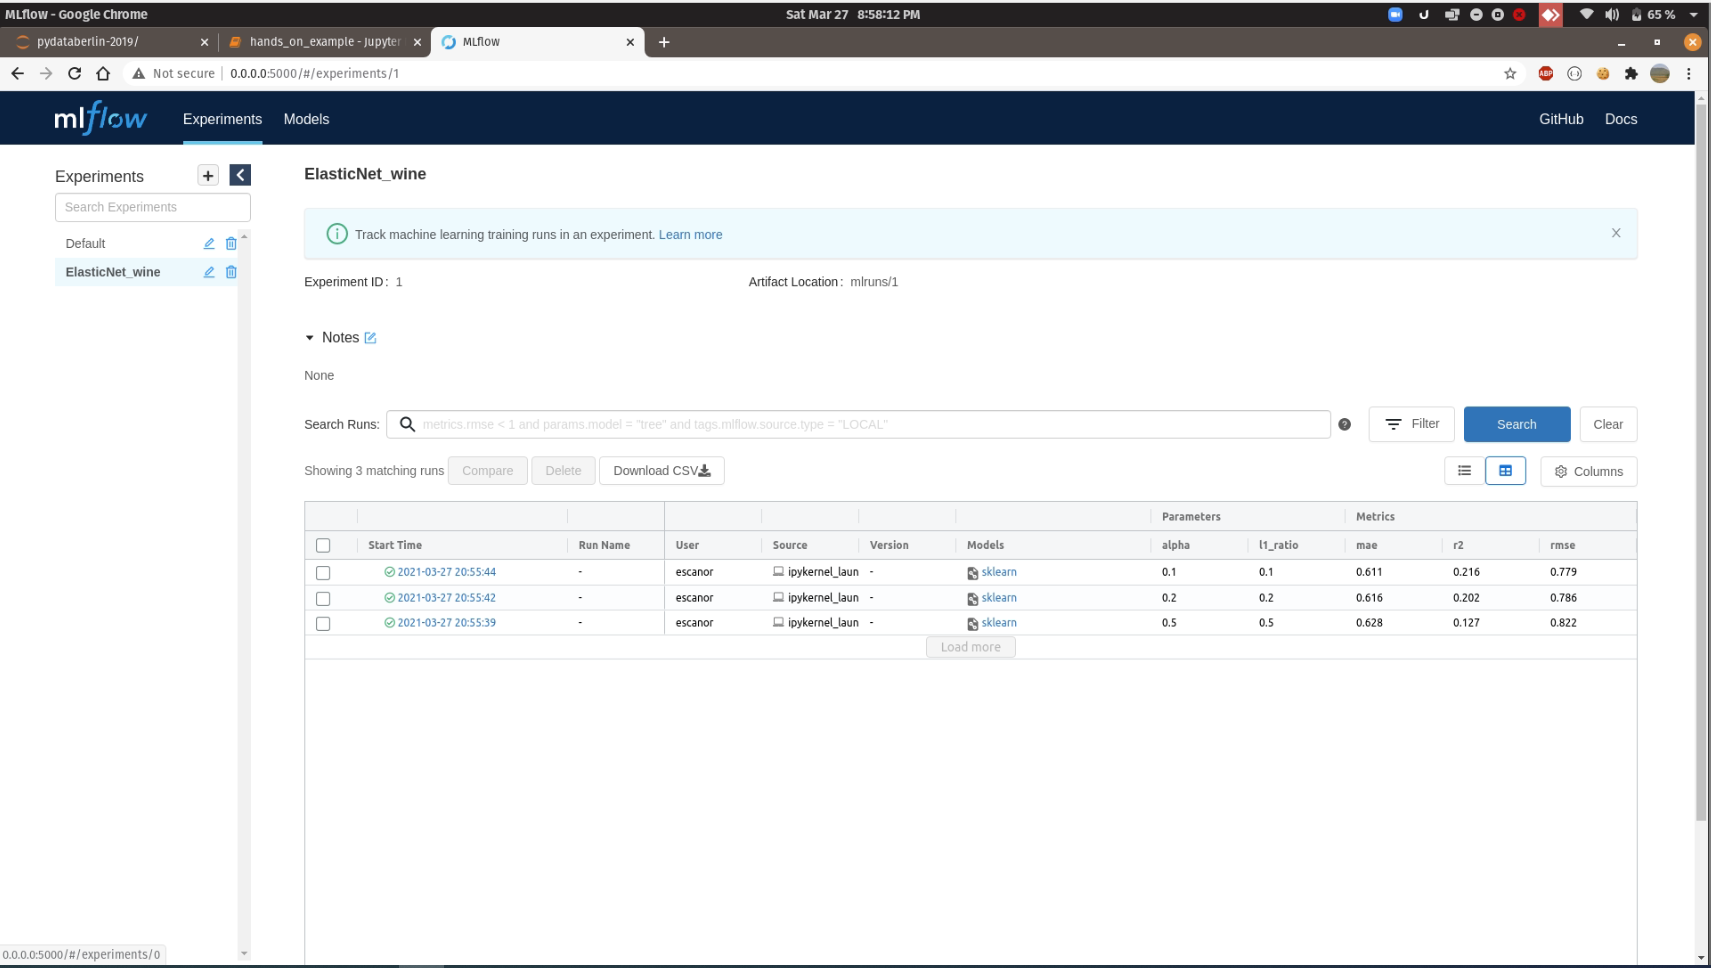 MLflow - Google Chrome
Sat Mar 27 8:58:12 PM
65 %
pydataberlin-2019/
hands_on_example - Jupyter
MLflow
Not secure
0.0.0.0:5000/#/experiments/1
ABP
mlflow
Experiments
Models
GitHub
Docs
Experiments
+
Search Experiments
Default
ElasticNet_wine
ElasticNet_wine
Track machine learning training runs in an experiment. Learn more
Experiment ID: 1
Artifact Location: mlruns/1
Notes
None
Search Runs:
metrics.rmse < 1 and params.model = "tree" and tags.mlflow.source.type = "LOCAL"
Filter
Search
Clear
Showing 3 matching runs
Compare
Delete
Download CSV
Columns
Parameters
Metrics
Start Time Run Name User Source Version Models alpha l1_ratio mae r2 rmse
2021-03-27 20:55:44 - escanor ipykernel_laun - sklearn 0.1 0.1 0.611 0.216 0.779
2021-03-27 20:55:42 - escanor ipykernel_laun - sklearn 0.2 0.2 0.616 0.202 0.786
2021-03-27 20:55:39 - escanor ipykernel_laun - sklearn 0.5 0.5 0.628 0.127 0.822
Load more
0.0.0.0:5000/#/experiments/0